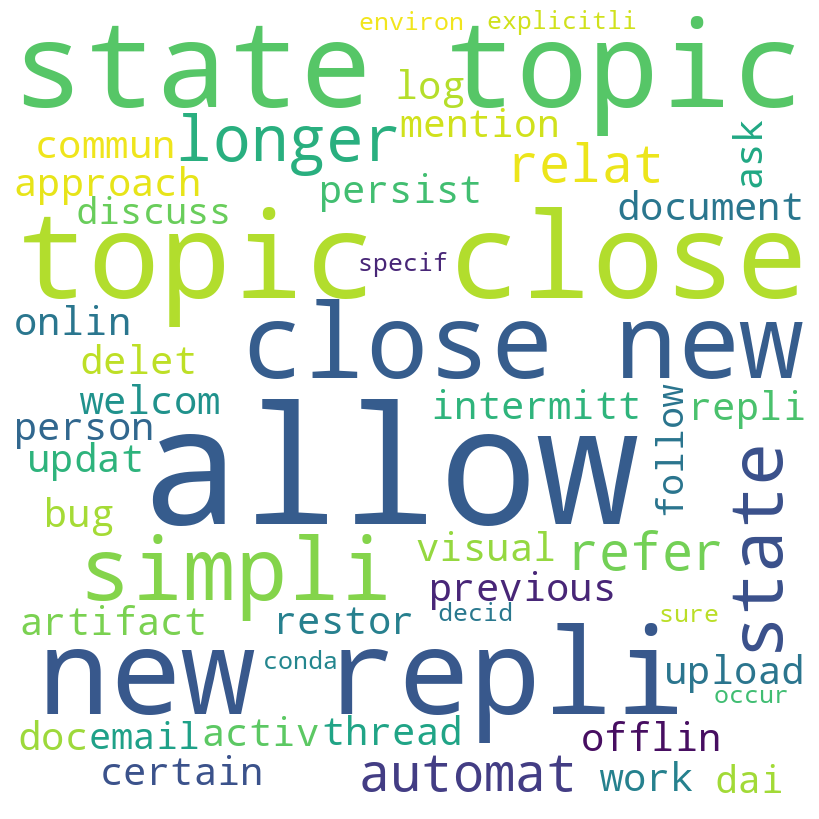 environ explicitli
state topic
log
longer mention
commun relat ask
approach persist
discuss document
topic close
specif
onlin close new
delet
welcom intermitt repli
person allow follow
updat
bug state
simpli visual refer
previous
artifact restor decid sure
new repli
conda upload
occur
doc email activ thread offlin
certain automat work dai